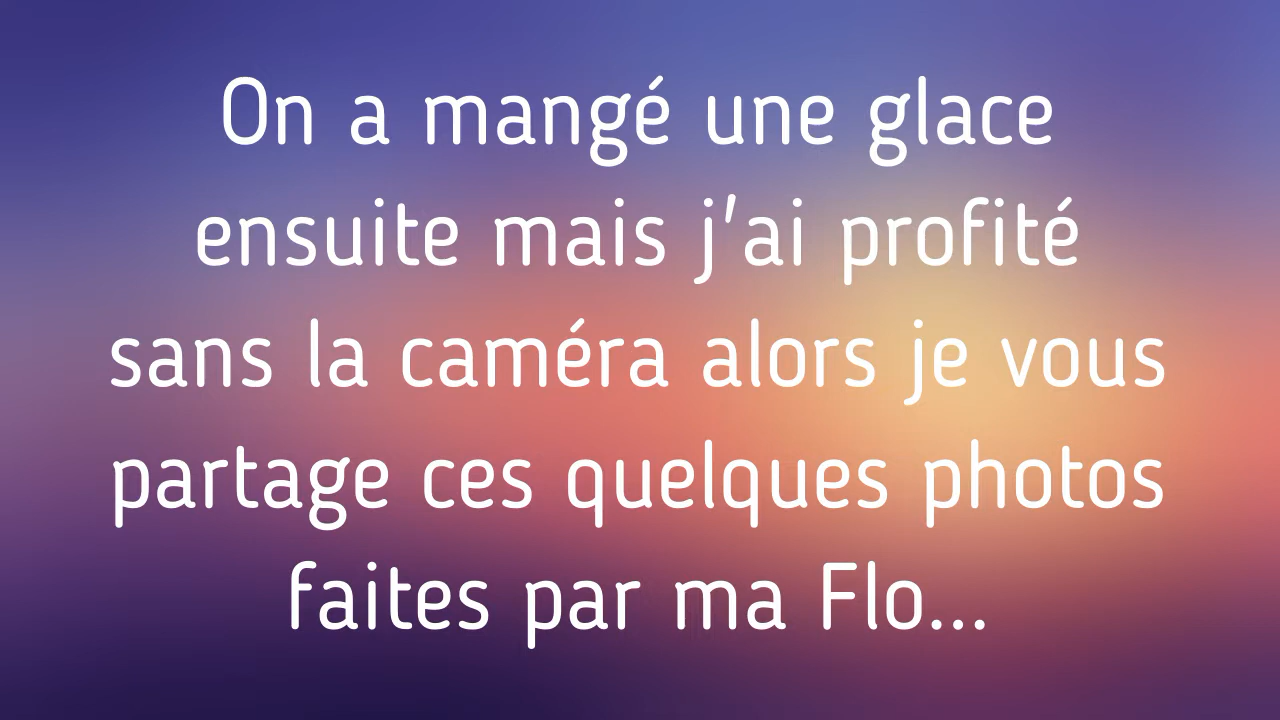 On a mangé une glace
ensuite mais j'ai profité
sans la caméra alors je vous
partage ces quelques photos
faites par ma Flo...